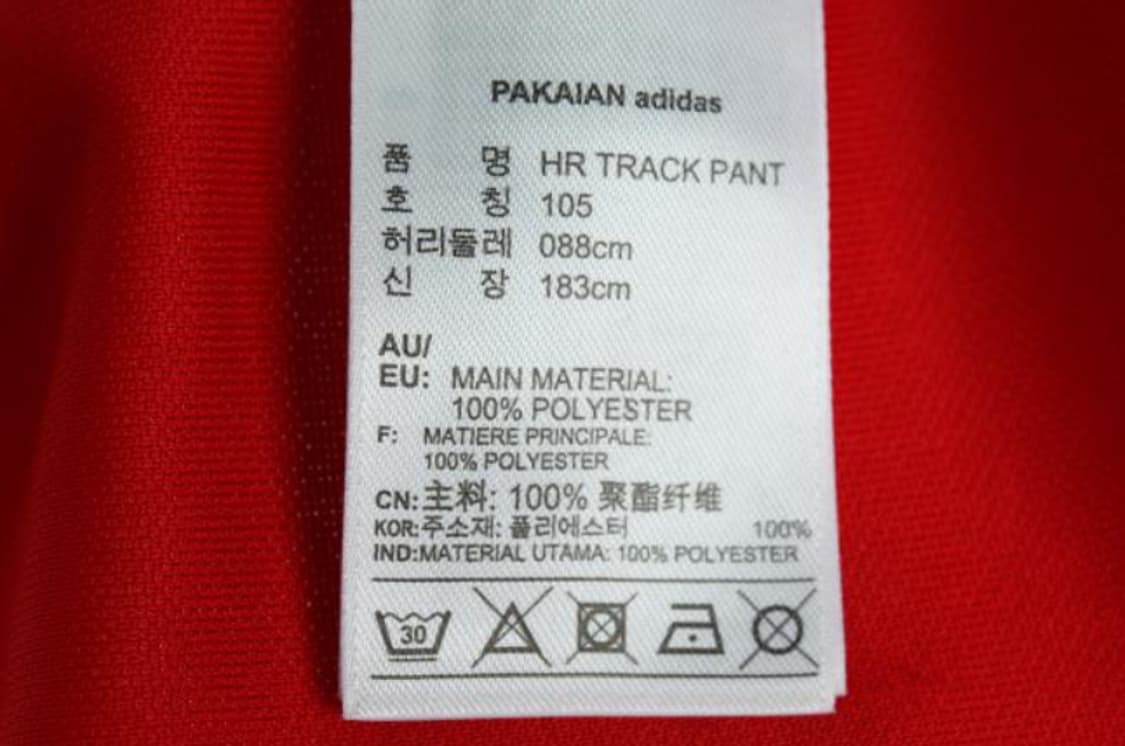 PAKAIAN adidas
품 명 HR TRACK PANT
호 칭 105
허리둘레 088cm
신 장 183cm
AU/
EU: MAIN MATERIAL:
100% POLYESTER
F: MATIERE PRINCIPALE:
100% POLYESTER
CN:主料: 100% 聚酯纤维
KOR:주소재: 폴리에스터 100%
IND:MATERIAL UTAMA: 100% POLYESTER
30